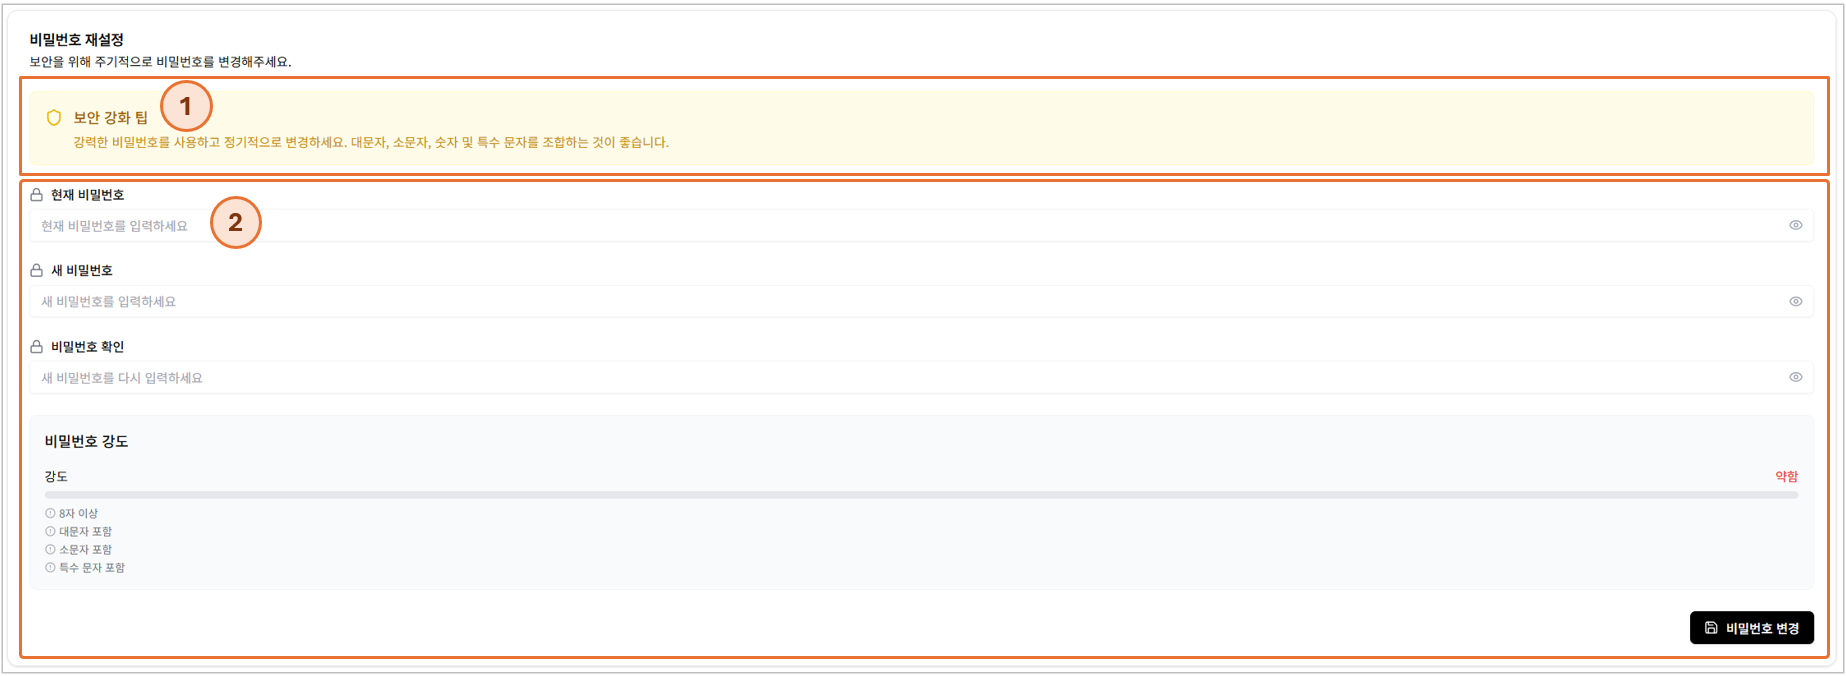 비밀번호 재설정
보안을 위해 주기적으로 비밀번호를 변경해주세요.
1
보안 강화 팁
강력한 비밀번호를 사용하고 정기적으로 변경하세요. 대문자, 소문자, 숫자 및 특수 문자를 조합하는 것이 좋습니다.
현재 비밀번호
2
현재 비밀번호를 입력하세요
새 비밀번호
새 비밀번호를 입력하세요
비밀번호 확인
새 비밀번호를 다시 입력하세요
비밀번호 강도
강도 약함
8자 이상
대문자 포함
소문자 포함
특수 문자 포함
비밀번호 변경